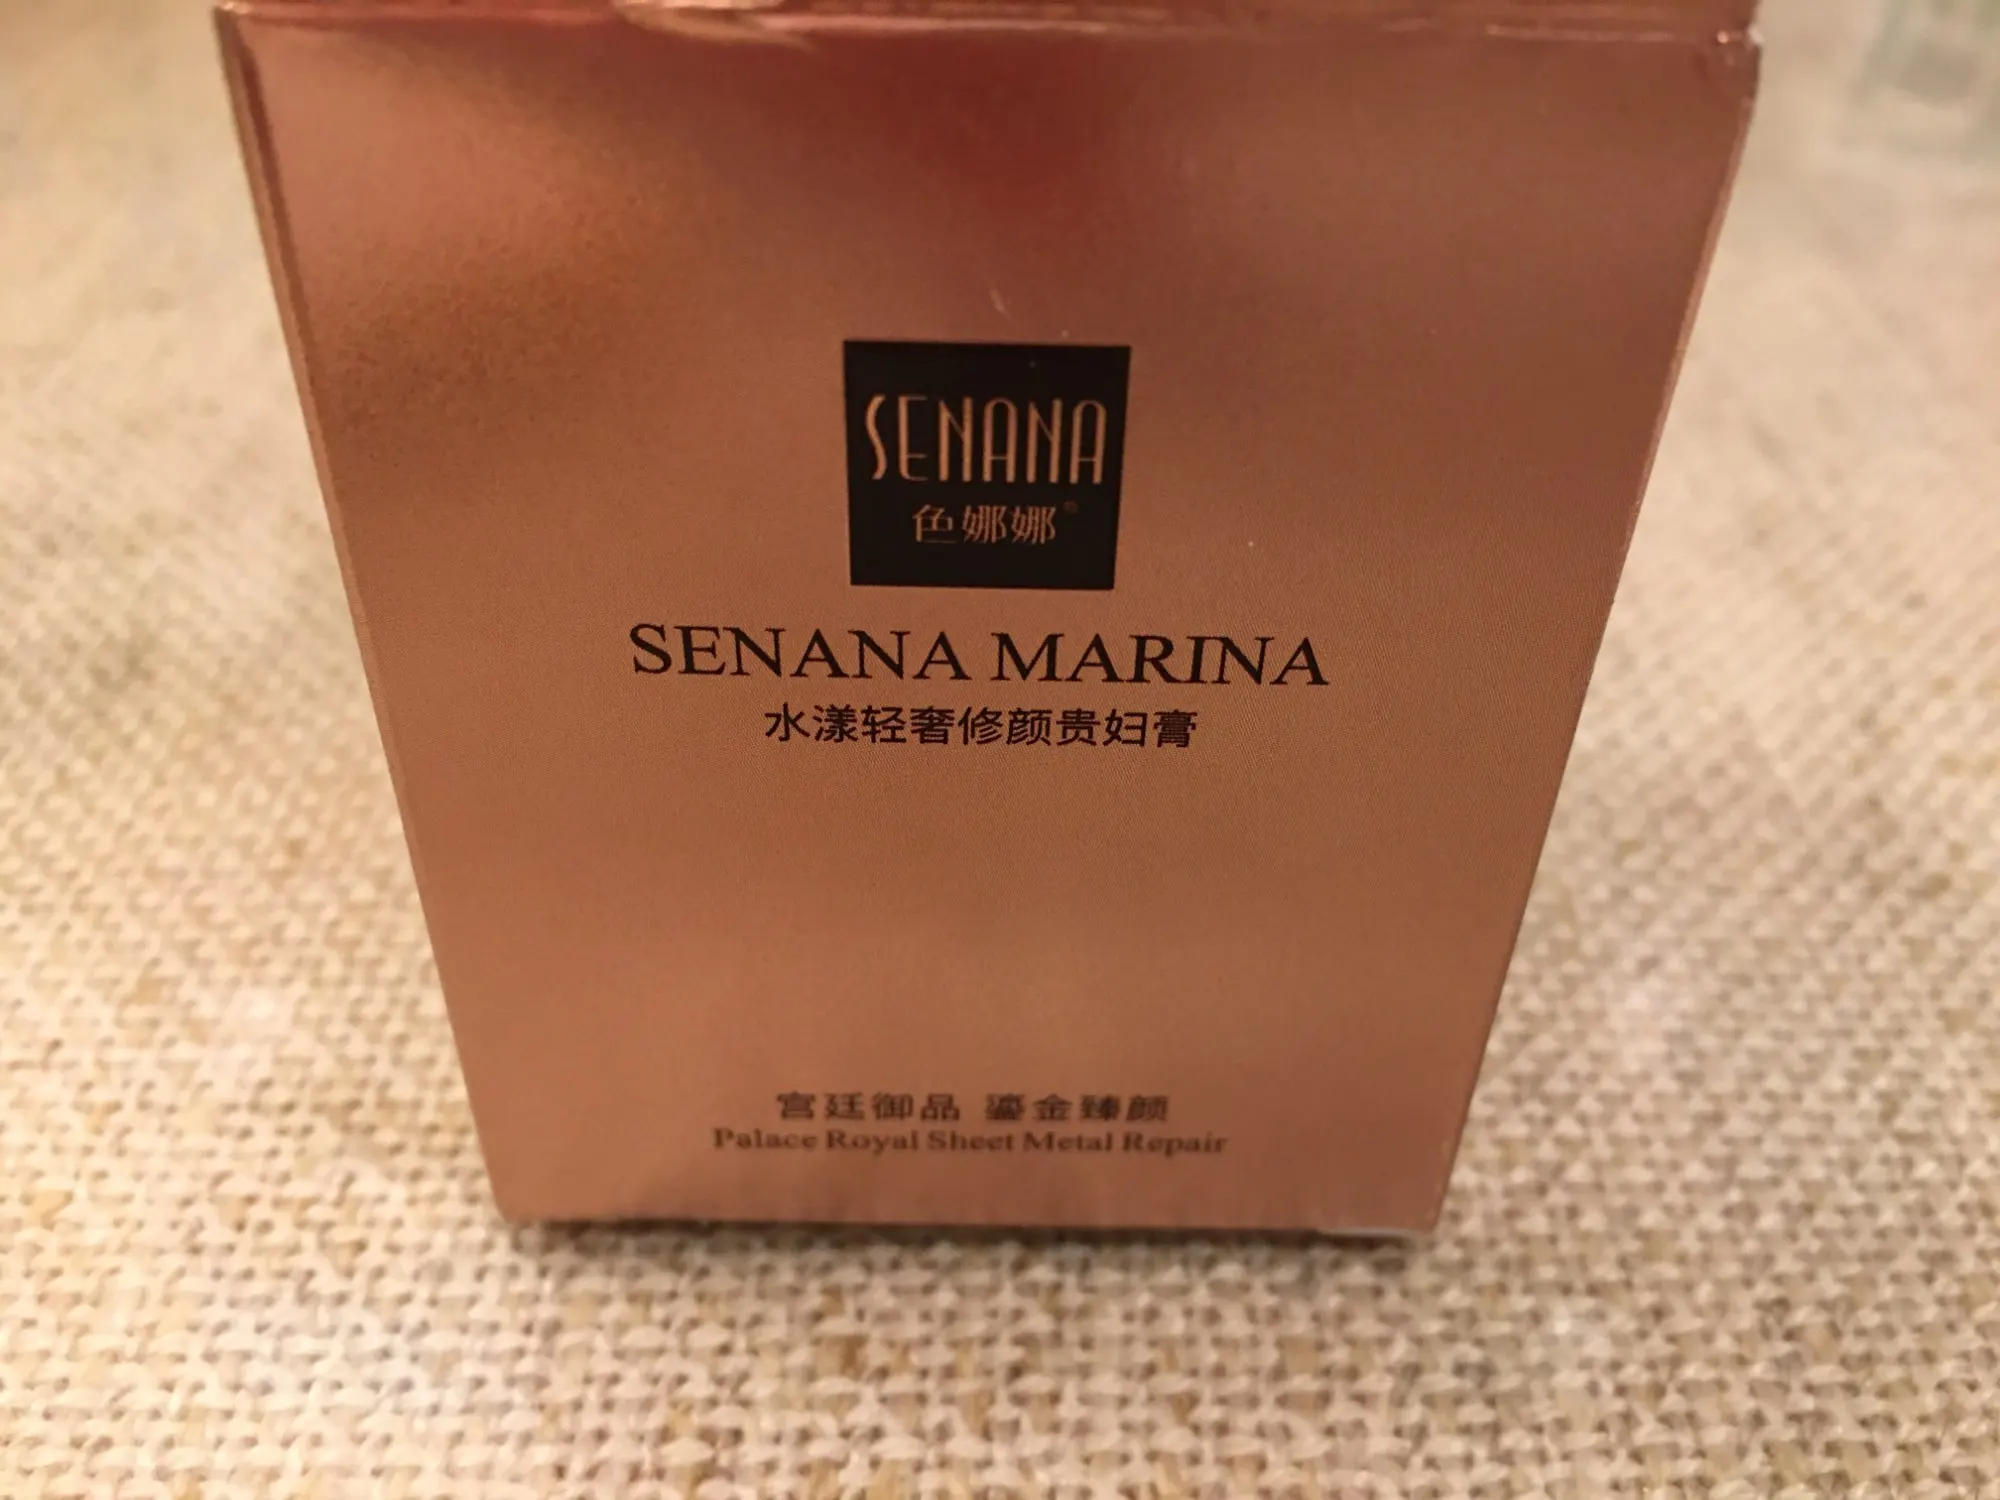 SENANA
色娜娜®
SENANA MARINA
水漾轻奢修颜贵妇膏
宫廷御品 鎏金臻颜
Palace Royal Sheet Metal Repair